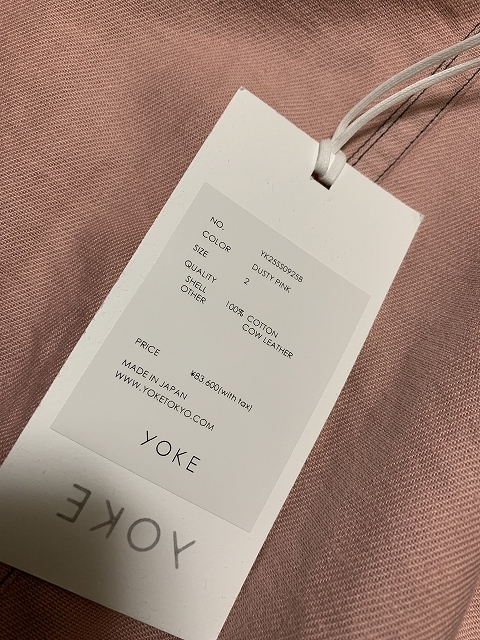 NO. YK25SS0925B
COLOR DUSTY PINK
SIZE 2
QUALITY
SHELL 100% COTTON
OTHER COW LEATHER
PRICE ¥83,600(with tax)
MADE IN JAPAN
WWW.YOKETOKYO.COM
YOKE
YOKE